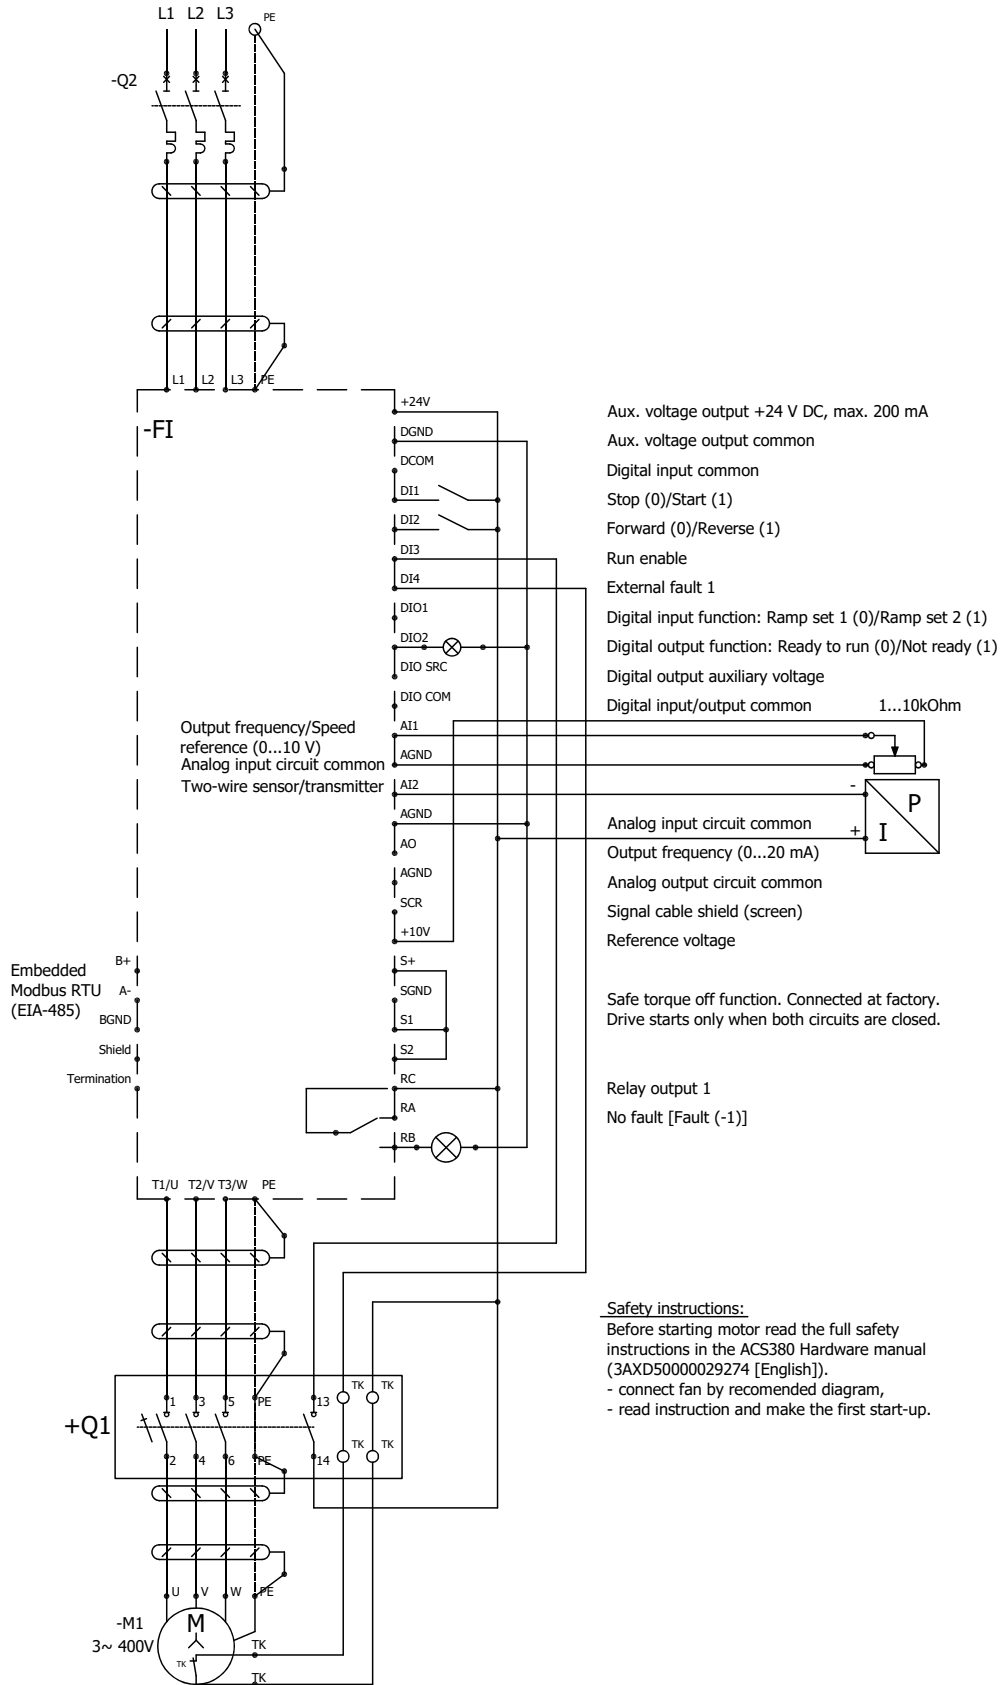 L1 L2 L3 PE
-Q2
L1 L2 L3 PE
-FI
+24V Aux. voltage output +24 V DC, max. 200 mA
DGND Aux. voltage output common
DCOM Digital input common
DI1 Stop (0)/Start (1)
DI2 Forward (0)/Reverse (1)
DI3 Run enable
DI4 External fault 1
DIO1 Digital input function: Ramp set 1 (0)/Ramp set 2 (1)
DIO2 Digital output function: Ready to run (0)/Not ready (1)
DIO SRC Digital output auxiliary voltage
DIO COM Digital input/output common 1...10kOhm
Output frequency/Speed
reference (0...10 V)
AI1
Analog input circuit common AGND
Two-wire sensor/transmitter AI2 -
P
I
+
AGND Analog input circuit common
AO Output frequency (0...20 mA)
AGND Analog output circuit common
SCR Signal cable shield (screen)
+10V Reference voltage
Embedded
Modbus RTU
(EIA-485)
B+
A-
BGND
Shield
Termination
S+
SGND Safe torque off function. Connected at factory.
S1 Drive starts only when both circuits are closed.
S2
RC Relay output 1
RA No fault [Fault (-1)]
RB
T1/U T2/V T3/W PE
Safety instructions:
Before starting motor read the full safety
instructions in the ACS380 Hardware manual
(3AXD50000029274 [English]).
- connect fan by recomended diagram,
- read instruction and make the first start-up.
+Q1
1 3 5 PE 13 TK TK
2 4 6 PE 14 TK TK
U V W PE
-M1
3~ 400V
M
TK
TK
TK